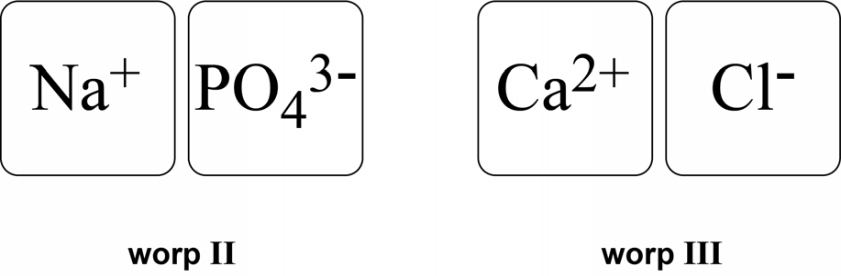 Na⁺ PO₄³⁻ Ca²⁺ Cl⁻
worp II worp III